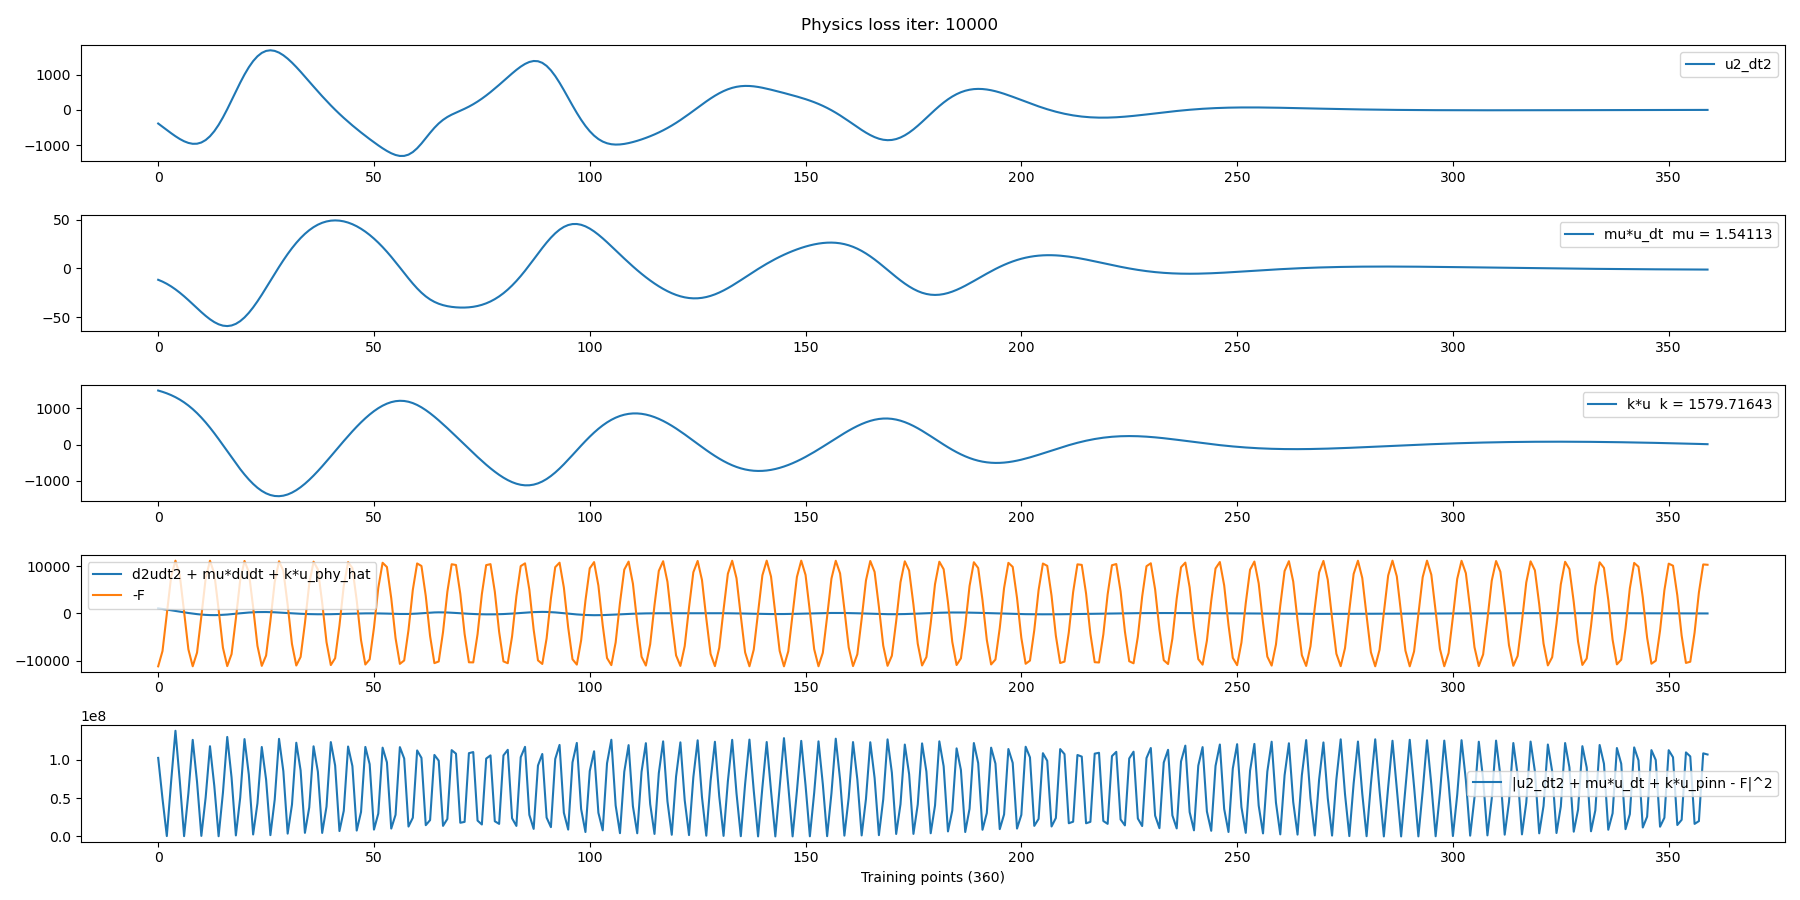 Physics loss iter: 10000
1000
0
−1000
u2_dt2
0 50 100 150 200 250 300 350
50
0
−50
mu*u_dt  mu = 1.54113
0 50 100 150 200 250 300 350
1000
0
−1000
k*u  k = 1579.71643
0 50 100 150 200 250 300 350
10000
0
−10000
d2udt2 + mu*dudt + k*u_phy_hat
-F
0 50 100 150 200 250 300 350
1e8
1.0
0.5
0.0
|u2_dt2 + mu*u_dt + k*u_pinn - F|^2
0 50 100 150 200 250 300 350
Training points (360)